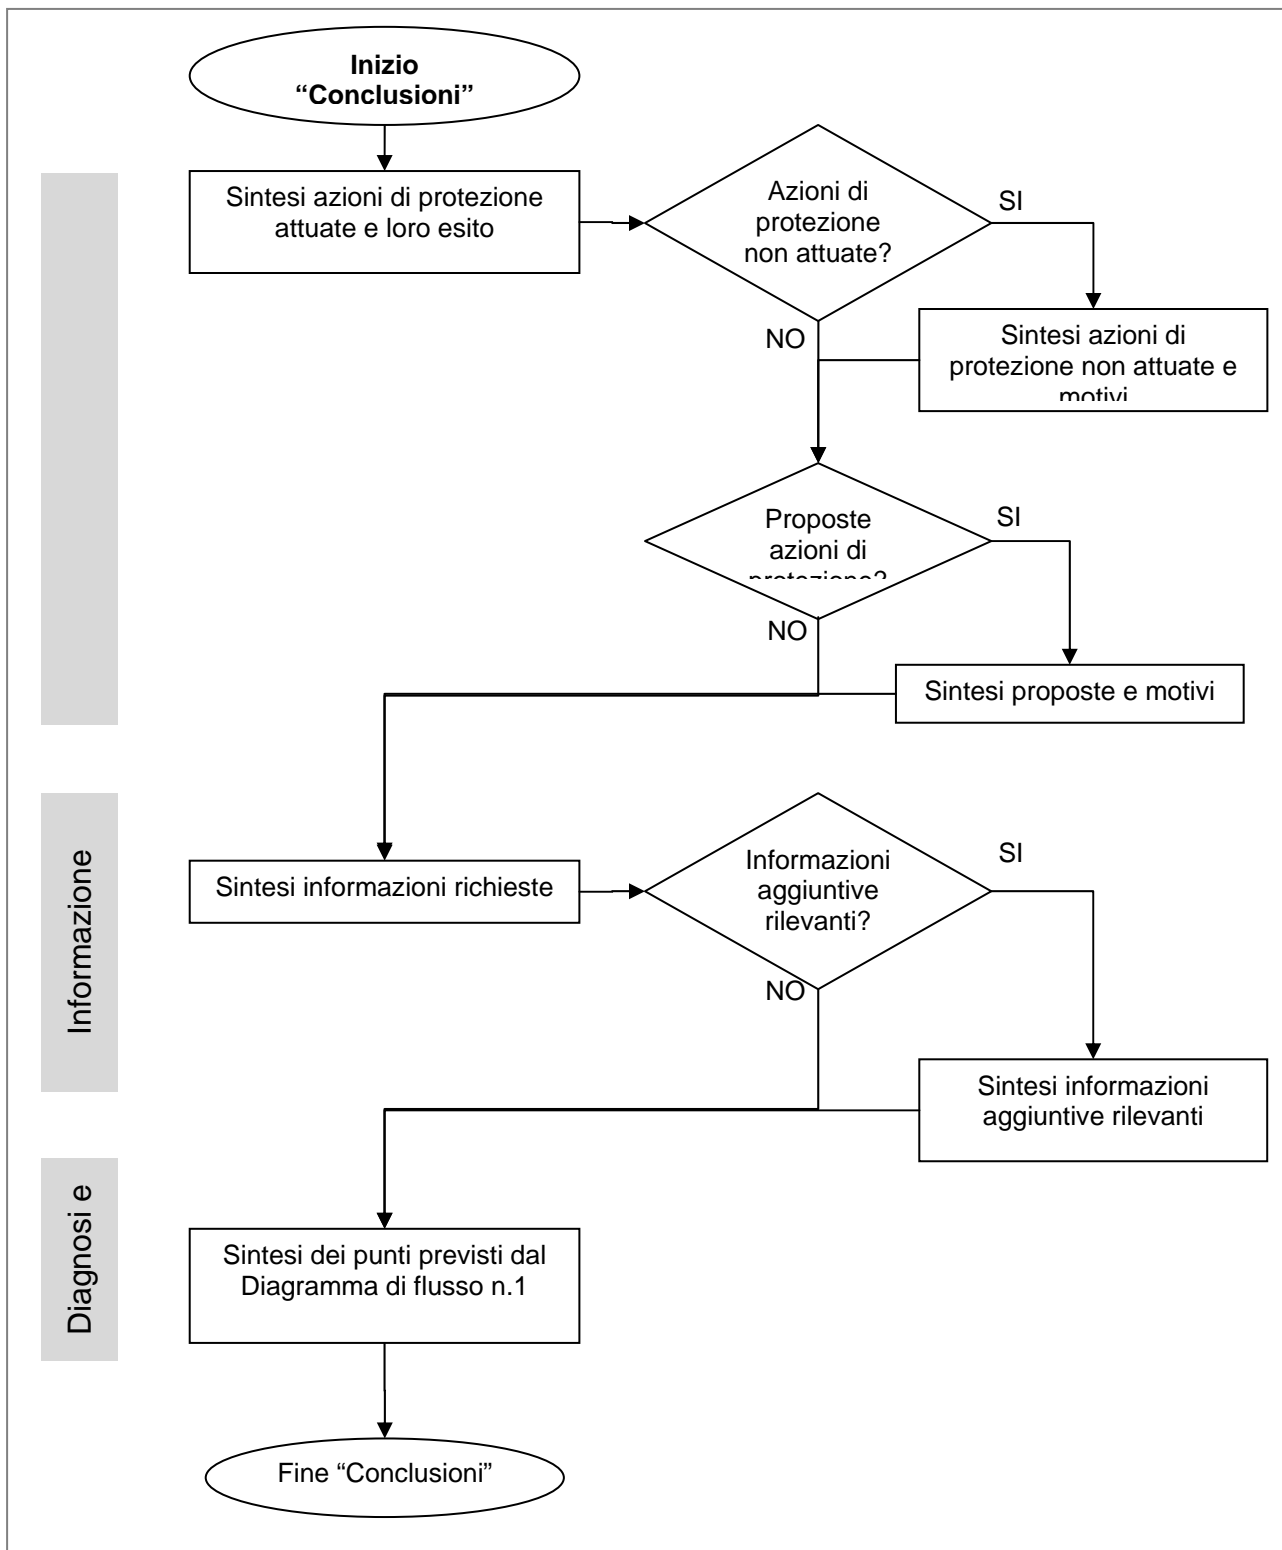 Inizio
“Conclusioni”
Sintesi azioni di protezione
attuate e loro esito
Azioni di
protezione
non attuate?
SI
NO
Sintesi azioni di
protezione non attuate e
motivi
Proposte
azioni di
protezione?
SI
NO
Sintesi proposte e motivi
Informazione
Sintesi informazioni richieste
Informazioni
aggiuntive
rilevanti?
SI
NO
Sintesi informazioni
aggiuntive rilevanti
Diagnosi e
Sintesi dei punti previsti dal
Diagramma di flusso n.1
Fine “Conclusioni”